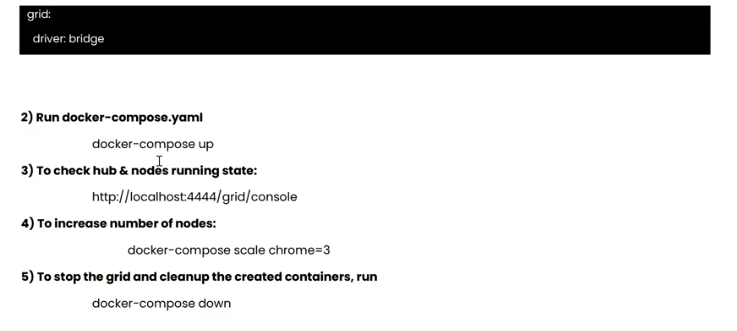 grid:
driver: bridge
2) Run docker-compose.yaml
docker-compose up
3) To check hub & nodes running state:
http://localhost:4444/grid/console
4) To increase number of nodes:
docker-compose scale chrome=3
5) To stop the grid and cleanup the created containers, run
docker-compose down